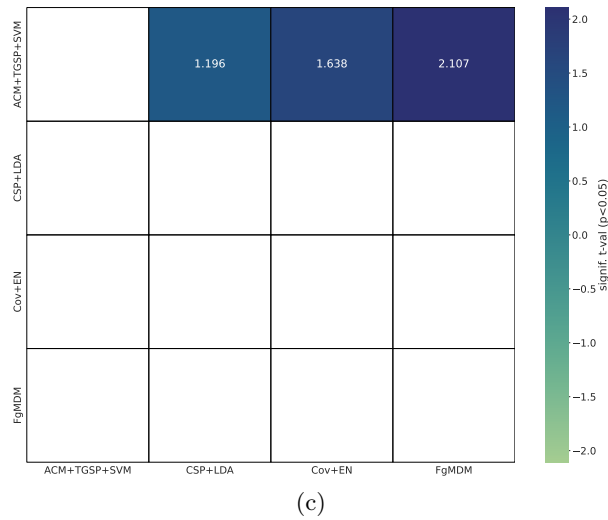 ACM+TGSP+SVM
1.196
1.638
2.107
CSP+LDA
Cov+EN
FgMDM
ACM+TGSP+SVM
CSP+LDA
Cov+EN
FgMDM
2.0
1.5
1.0
0.5
0.0
−0.5
−1.0
−1.5
−2.0
signif. t-val (p<0.05)
(c)